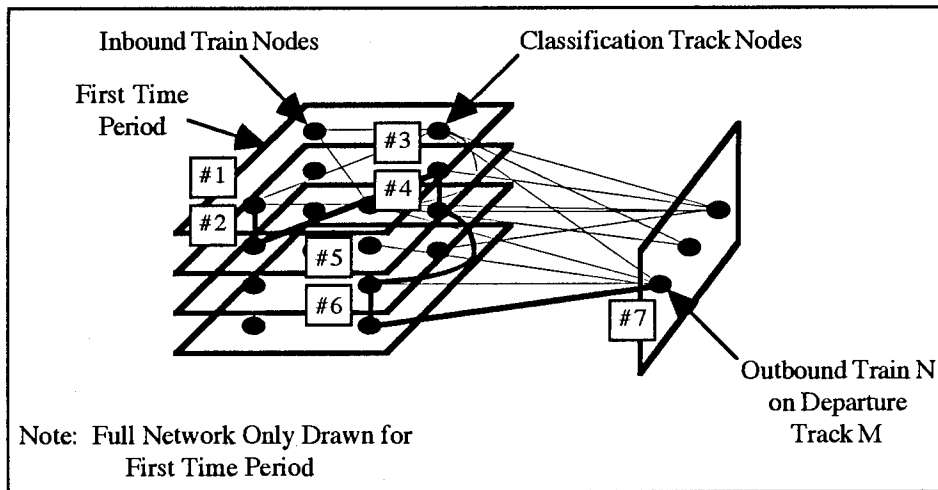 Inbound Train Nodes
Classification Track Nodes
First Time
Period
#1
#2
#3
#4
#5
#6
#7
Outbound Train N
on Departure
Track M
Note: Full Network Only Drawn for
First Time Period